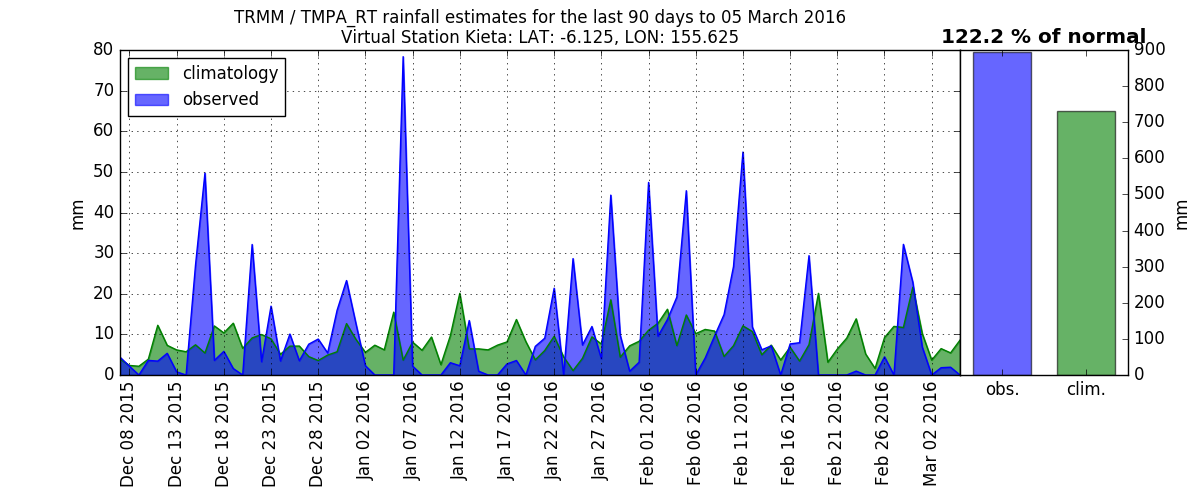 TRMM / TMPA_RT rainfall estimates for the last 90 days to 05 March 2016
Virtual Station Kieta: LAT: -6.125, LON: 155.625
122.2 % of normal
climatology
observed
mm
80
70
60
50
40
30
20
10
0
Dec 08 2015
Dec 13 2015
Dec 18 2015
Dec 23 2015
Dec 28 2015
Jan 02 2016
Jan 07 2016
Jan 12 2016
Jan 17 2016
Jan 22 2016
Jan 27 2016
Feb 01 2016
Feb 06 2016
Feb 11 2016
Feb 16 2016
Feb 21 2016
Feb 26 2016
Mar 02 2016
obs.
clim.
900
800
700
600
500
400
300
200
100
0
mm